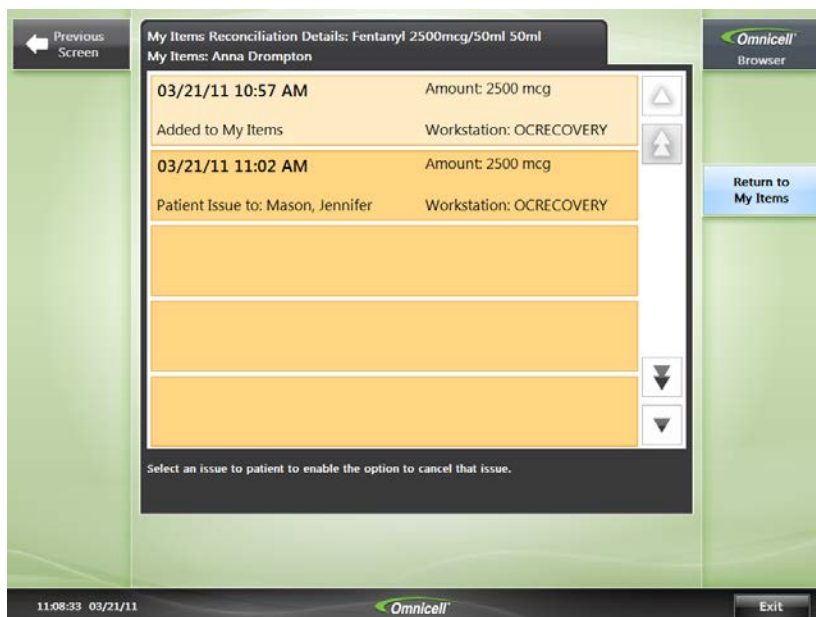 Previous
Screen
My Items Reconciliation Details: Fentanyl 2500mcg/50ml 50ml
My Items: Anna Drompton
Omnicell
Browser
03/21/11 10:57 AM
Amount: 2500 mcg
Added to My Items
Workstation: OCRECOVERY
03/21/11 11:02 AM
Amount: 2500 mcg
Patient Issue to: Mason, Jennifer
Workstation: OCRECOVERY
Return to
My Items
Select an issue to patient to enable the option to cancel that issue.
11:08:33 03/21/11
Omnicell
Exit